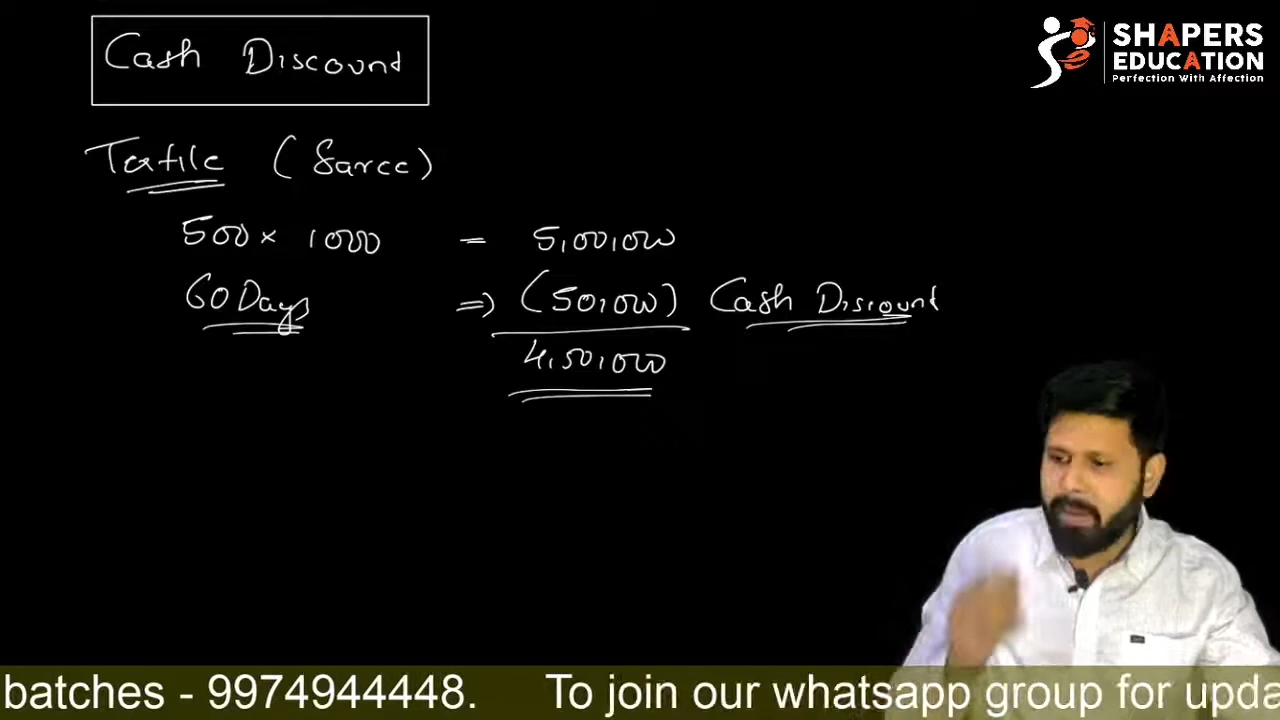 Cash Discount
SHAPERS
EDUCATION
Perfection With Affection
Textile (Saree)
500 × 1000 = 5,00,000
60 Days ⇒ (50,000) Cash Discount
4,50,000
batches - 9974944448. To join our whatsapp group for upda